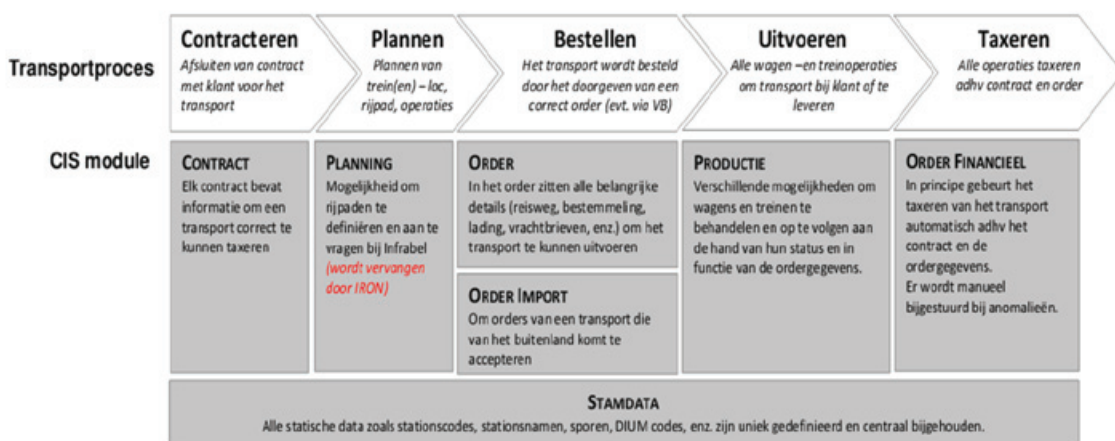 Transportproces
Contracteren
Afsluiten van contract
met klant voor het
transport
Plannen
Plannen van
trein(en) – loc,
rijpad, operaties
Bestellen
Het transport wordt besteld
door het doorgeven van een
correct order (evt. via VB)
Uitvoeren
Alle wagen –en treinoperaties
om transport bij klant af te
leveren
Taxeren
Alle operaties taxeren
adhv contract en order
CIS module
CONTRACT
Elk contract bevat
informatie om een
transport correct te
kunnen taxeren
PLANNING
Mogelijkheid om
rijpaden te
definiëren en aan te
vragen bij Infrabel
(wordt vervangen
door IRON)
ORDER
In het order zitten alle belangrijke
details (reisweg, bestemmeling,
lading, vrachtbrieven, enz.) om het
transport te kunnen uitvoeren
ORDER IMPORT
Om orders van een transport die
van het buitenland komt te
accepteren
PRODUCTIE
Verschillende mogelijkheden om
wagens en treinen te
behandelen en op te volgen aan
de hand van hun status en in
functie van de ordergegevens.
ORDER FINANCIEEL
In principe gebeurt het
taxeren van het transport
automatisch adhv het
contract en de
ordergegevens.
Er wordt manueel
bijgestuurd bij anomalieën.
STAMDATA
Alle statische data zoals stationscodes, stationsnamen, sporen, DIUM codes, enz. zijn uniek gedefinieerd en centraal bijgehouden.